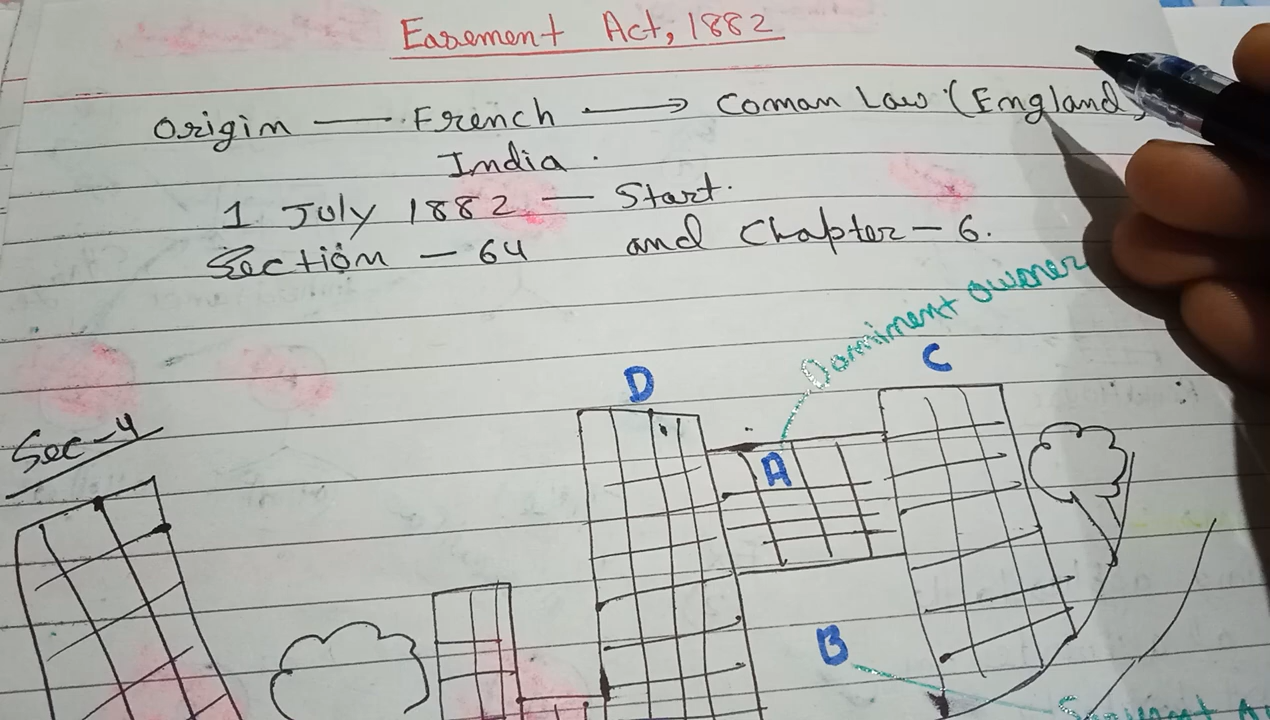 Easement Act, 1882
Origin — French → Coman Law (England)
India.
1 July 1882 — Start.
Section — 64 and Chapter — 6.
Dominent owner
Sec-4
D
C
A
B